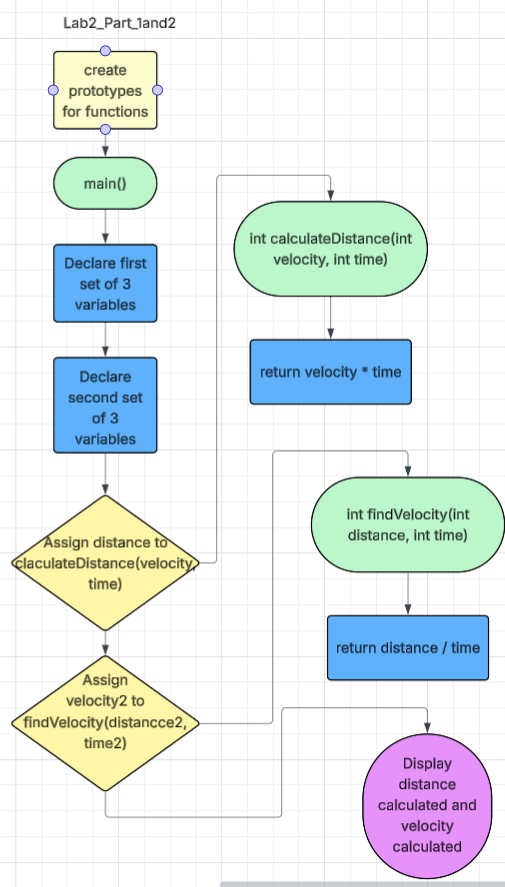 Lab2_Part_1and2
create
prototypes
for functions
main()
Declare first
set of 3
variables
Declare
second set
of 3
variables
Assign distance to
claculateDistance(velocity,
time)
Assign
velocity2 to
findVelocity(distancce2,
time2)
int calculateDistance(int
velocity, int time)
return velocity * time
int findVelocity(int
distance, int time)
return distance / time
Display
distance
calculated and
velocity
calculated